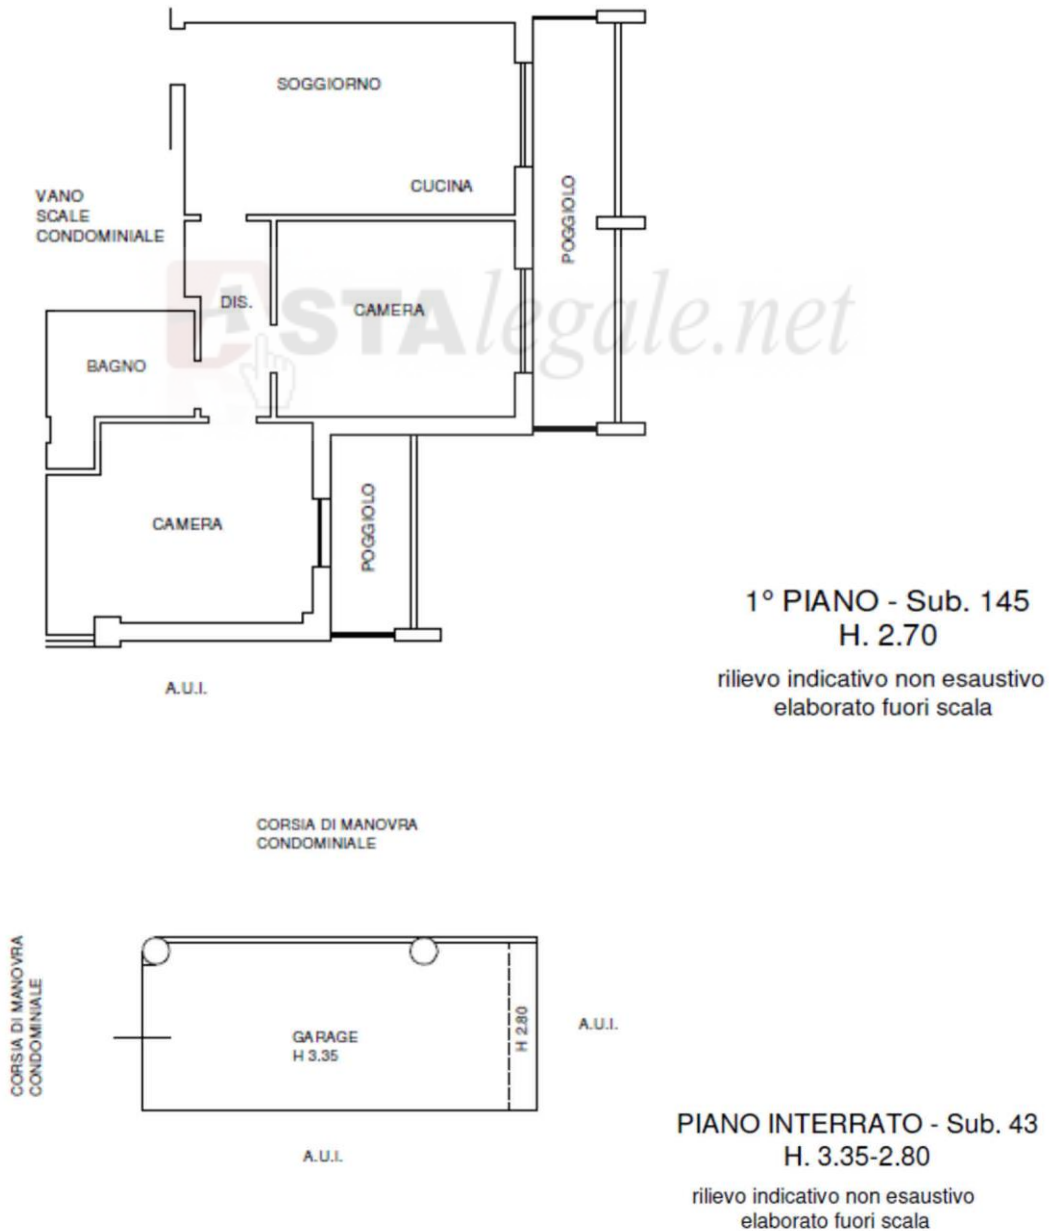 SOGGIORNO
CUCINA
VANO
SCALE
CONDOMINIALE
POGGIOLO
DIS.
CAMERA
ASTAlegale.net
BAGNO
CAMERA
POGGIOLO
1° PIANO - Sub. 145
H. 2.70
rilievo indicativo non esaustivo
elaborato fuori scala
A.U.I.
CORSIA DI MANOVRA
CONDOMINIALE
CORSIA DI MANOVRA
CONDOMINIALE
GARAGE
H 3.35
H 2.80
A.U.I.
A.U.I.
PIANO INTERRATO - Sub. 43
H. 3.35-2.80
rilievo indicativo non esaustivo
elaborato fuori scala